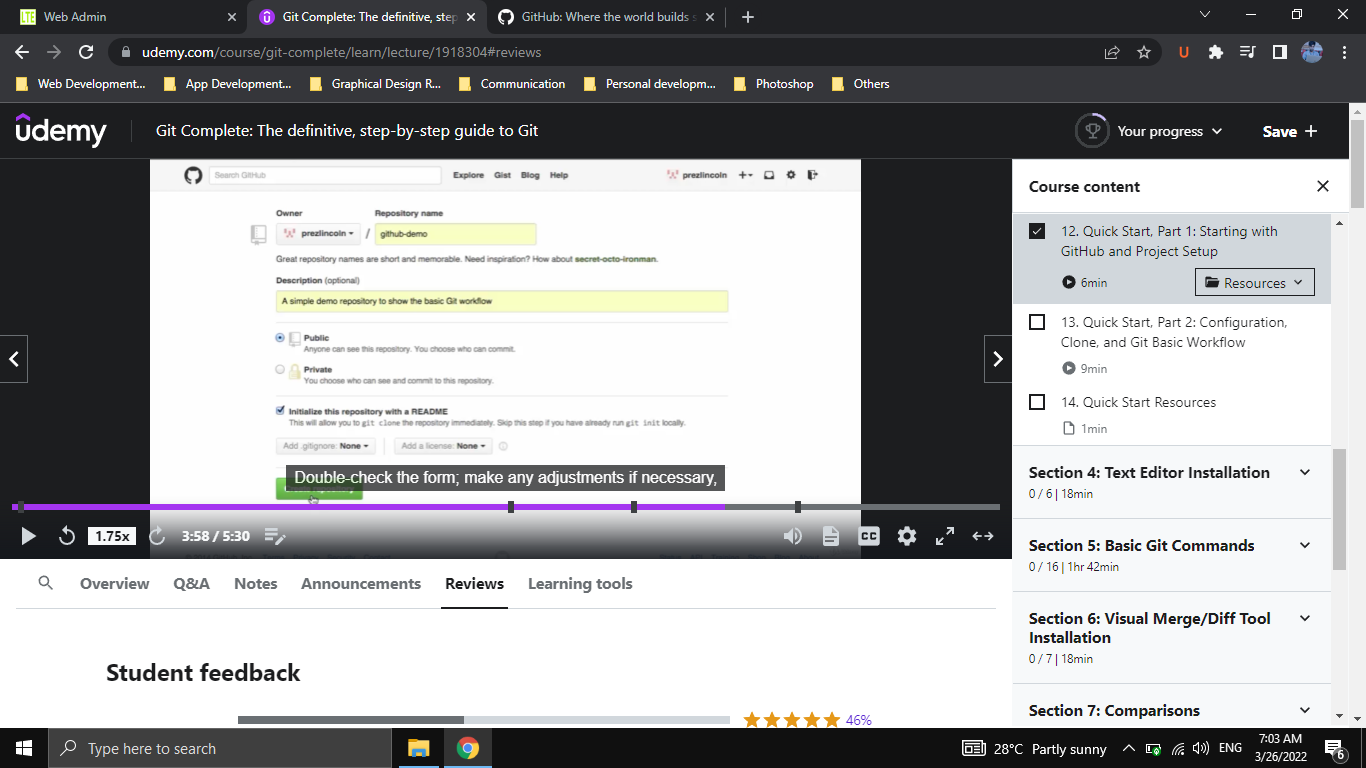 Web Admin
Git Complete: The definitive, step
GitHub: Where the world builds s
udemy.com/course/git-complete/learn/lecture/1918304#reviews
Web Development... App Development... Graphical Design R... Communication Personal developm... Photoshop Others
udemy Git Complete: The definitive, step-by-step guide to Git Your progress Save +
Search GitHub Explore Gist Blog Help prezlincoln
Owner Repository name
prezlincoln / github-demo
Great repository names are short and memorable. Need inspiration? How about secret-octo-ironman.
Description (optional)
A simple demo repository to show the basic Git workflow
Public
Anyone can see this repository. You choose who can commit.
Private
You choose who can see and commit to this repository.
Initialize this repository with a README
This will allow you to git clone the repository immediately. Skip this step if you have already run git init locally.
Add .gitignore: None Add a license: None
Double-check the form; make any adjustments if necessary,
1.75x 3:58 / 5:30 CC
Course content
12. Quick Start, Part 1: Starting with
GitHub and Project Setup
6min Resources
13. Quick Start, Part 2: Configuration,
Clone, and Git Basic Workflow
9min
14. Quick Start Resources
1min
Section 4: Text Editor Installation
0 / 6 | 18min
Section 5: Basic Git Commands
0 / 16 | 1hr 42min
Section 6: Visual Merge/Diff Tool
Installation
0 / 7 | 18min
Section 7: Comparisons
Overview Q&A Notes Announcements Reviews Learning tools
Student feedback
46%
Type here to search
28°C Partly sunny ENG
7:03 AM
3/26/2022
6